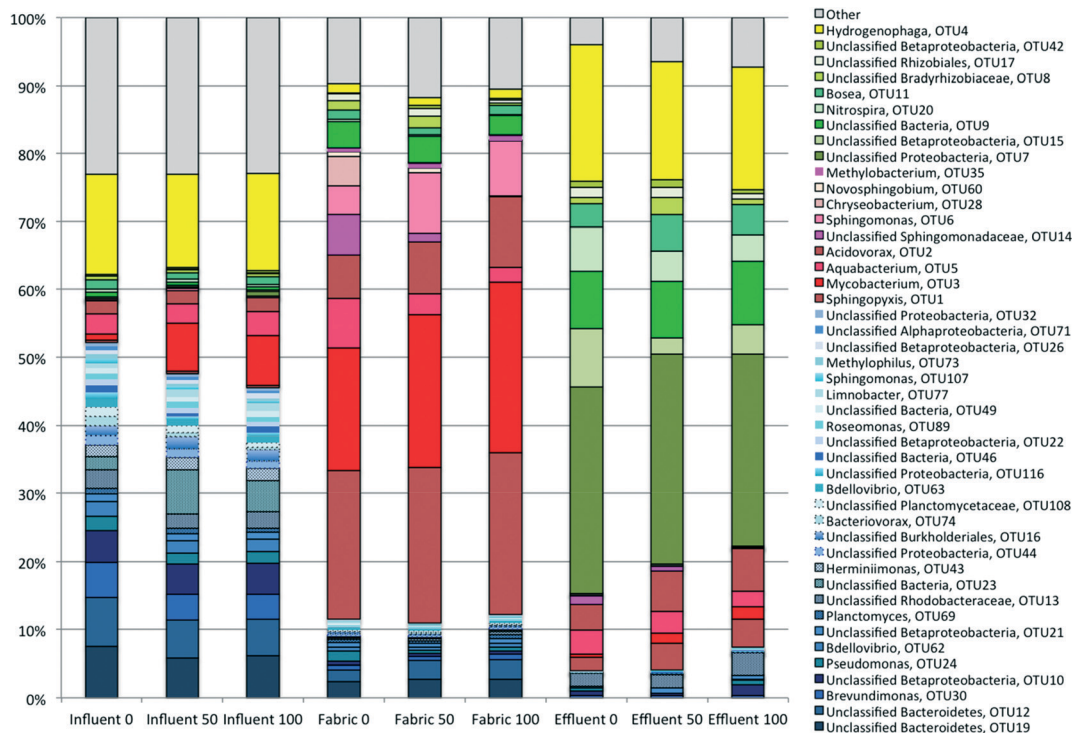 100%
90%
80%
70%
60%
50%
40%
30%
20%
10%
0%
Influent 0 Influent 50 Influent 100 Fabric 0 Fabric 50 Fabric 100 Effluent 0 Effluent 50 Effluent 100
Other
Hydrogenophaga, OTU4
Unclassified Betaproteobacteria, OTU42
Unclassified Rhizobiales, OTU17
Unclassified Bradyrhizobiaceae, OTU8
Bosea, OTU11
Nitrospira, OTU20
Unclassified Bacteria, OTU9
Unclassified Betaproteobacteria, OTU15
Unclassified Proteobacteria, OTU7
Methylobacterium, OTU35
Novosphingobium, OTU60
Chryseobacterium, OTU28
Sphingomonas, OTU6
Unclassified Sphingomonadaceae, OTU14
Acidovorax, OTU2
Aquabacterium, OTU5
Mycobacterium, OTU3
Sphingopyxis, OTU1
Unclassified Proteobacteria, OTU32
Unclassified Alphaproteobacteria, OTU71
Unclassified Betaproteobacteria, OTU26
Methylophilus, OTU73
Sphingomonas, OTU107
Limnobacter, OTU77
Unclassified Bacteria, OTU49
Roseomonas, OTU89
Unclassified Betaproteobacteria, OTU22
Unclassified Bacteria, OTU46
Unclassified Proteobacteria, OTU116
Bdellovibrio, OTU63
Unclassified Planctomycetaceae, OTU108
Bacteriovorax, OTU74
Unclassified Burkholderiales, OTU16
Unclassified Proteobacteria, OTU44
Herminiimonas, OTU43
Unclassified Bacteria, OTU23
Unclassified Rhodobacteraceae, OTU13
Planctomyces, OTU69
Unclassified Betaproteobacteria, OTU21
Bdellovibrio, OTU62
Pseudomonas, OTU24
Unclassified Betaproteobacteria, OTU10
Brevundimonas, OTU30
Unclassified Bacteroidetes, OTU12
Unclassified Bacteroidetes, OTU19